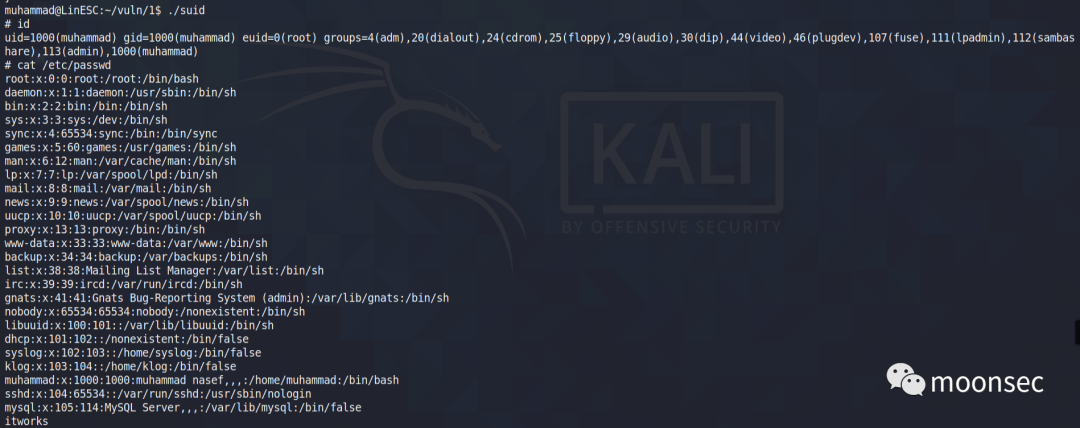 muhammad@LinESC:~/vuln/1$ ./suid
# id
uid=1000(muhammad) gid=1000(muhammad) euid=0(root) groups=4(adm),20(dialout),24(cdrom),25(floppy),29(audio),30(dip),44(video),46(plugdev),107(fuse),111(lpadmin),112(sambas
hare),113(admin),1000(muhammad)
# cat /etc/passwd
root:x:0:0:root:/root:/bin/bash
daemon:x:1:1:daemon:/usr/sbin:/bin/sh
bin:x:2:2:bin:/bin:/bin/sh
sys:x:3:3:sys:/dev:/bin/sh
sync:x:4:65534:sync:/bin:/bin/sync
games:x:5:60:games:/usr/games:/bin/sh
man:x:6:12:man:/var/cache/man:/bin/sh
lp:x:7:7:lp:/var/spool/lpd:/bin/sh
mail:x:8:8:mail:/var/mail:/bin/sh
news:x:9:9:news:/var/spool/news:/bin/sh
uucp:x:10:10:uucp:/var/spool/uucp:/bin/sh
proxy:x:13:13:proxy:/bin:/bin/sh
www-data:x:33:33:www-data:/var/www:/bin/sh
backup:x:34:34:backup:/var/backups:/bin/sh
list:x:38:38:Mailing List Manager:/var/list:/bin/sh
irc:x:39:39:ircd:/var/run/ircd:/bin/sh
gnats:x:41:41:Gnats Bug-Reporting System (admin):/var/lib/gnats:/bin/sh
nobody:x:65534:65534:nobody:/nonexistent:/bin/sh
libuuid:x:100:101::/var/lib/libuuid:/bin/sh
dhcp:x:101:102::/nonexistent:/bin/false
syslog:x:102:103::/home/syslog:/bin/false
klog:x:103:104::/home/klog:/bin/false
muhammad:x:1000:1000:muhammad nasef,,,:/home/muhammad:/bin/bash
sshd:x:104:65534::/var/run/sshd:/usr/sbin/nologin
mysql:x:105:114:MySQL Server,,,:/var/lib/mysql:/bin/false
itworks
KALI
BY OFFENSIVE SECURITY
moonsec